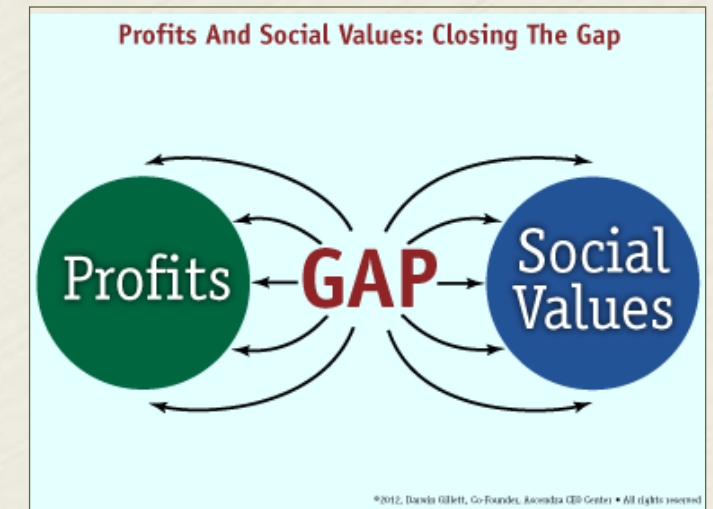 Profits And Social Values: Closing The Gap
Profits
GAP
Social
Values
©2012, Darwin Gillett, Co-Founder, Ascendra CEO Center • All rights reserved